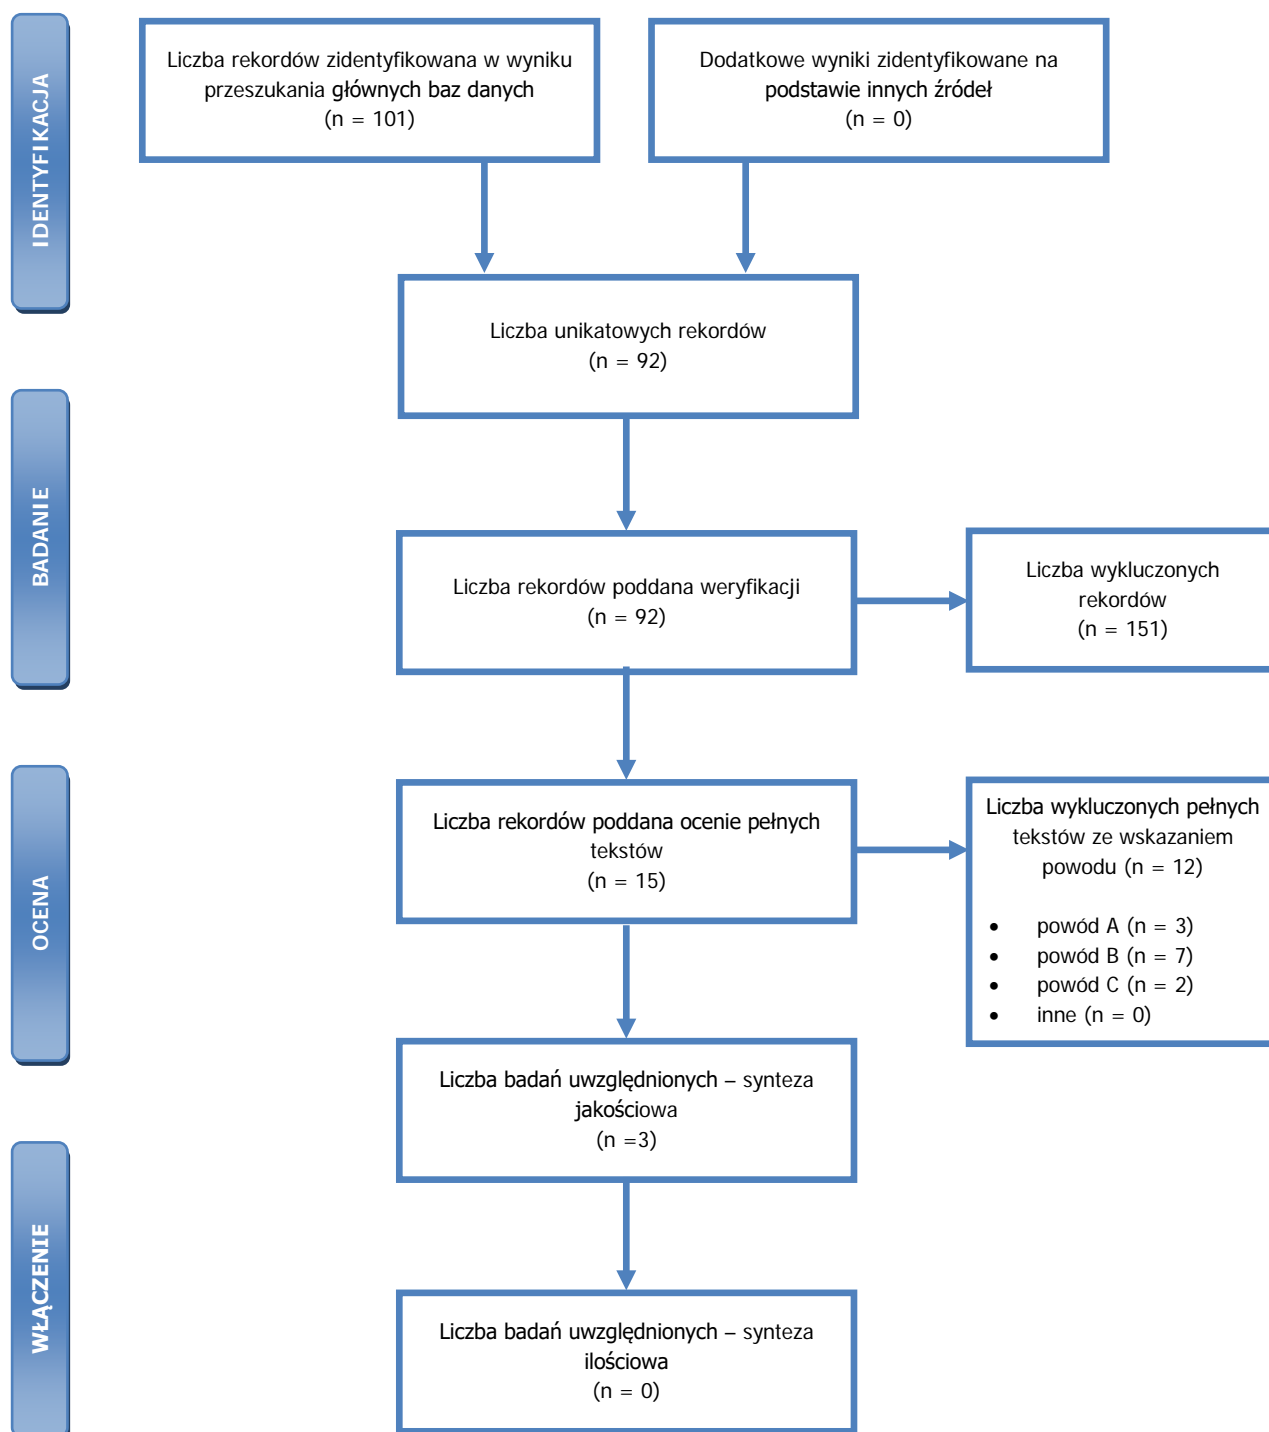 IDENTYFIKACJA
Liczba rekordów zidentyfikowana w wyniku
przeszukania głównych baz danych
(n = 101)
Dodatkowe wyniki zidentyfikowane na
podstawie innych źródeł
(n = 0)
Liczba unikatowych rekordów
(n = 92)
BADANIE
Liczba rekordów poddana weryfikacji
(n = 92)
Liczba wykluczonych
rekordów
(n = 151)
OCENA
Liczba rekordów poddana ocenie pełnych
tekstów
(n = 15)
Liczba wykluczonych pełnych
tekstów ze wskazaniem
powodu (n = 12)
• powód A (n = 3)
• powód B (n = 7)
• powód C (n = 2)
• inne (n = 0)
Liczba badań uwzględnionych – synteza
jakościowa
(n =3)
WŁĄCZENIE
Liczba badań uwzględnionych – synteza
ilościowa
(n = 0)